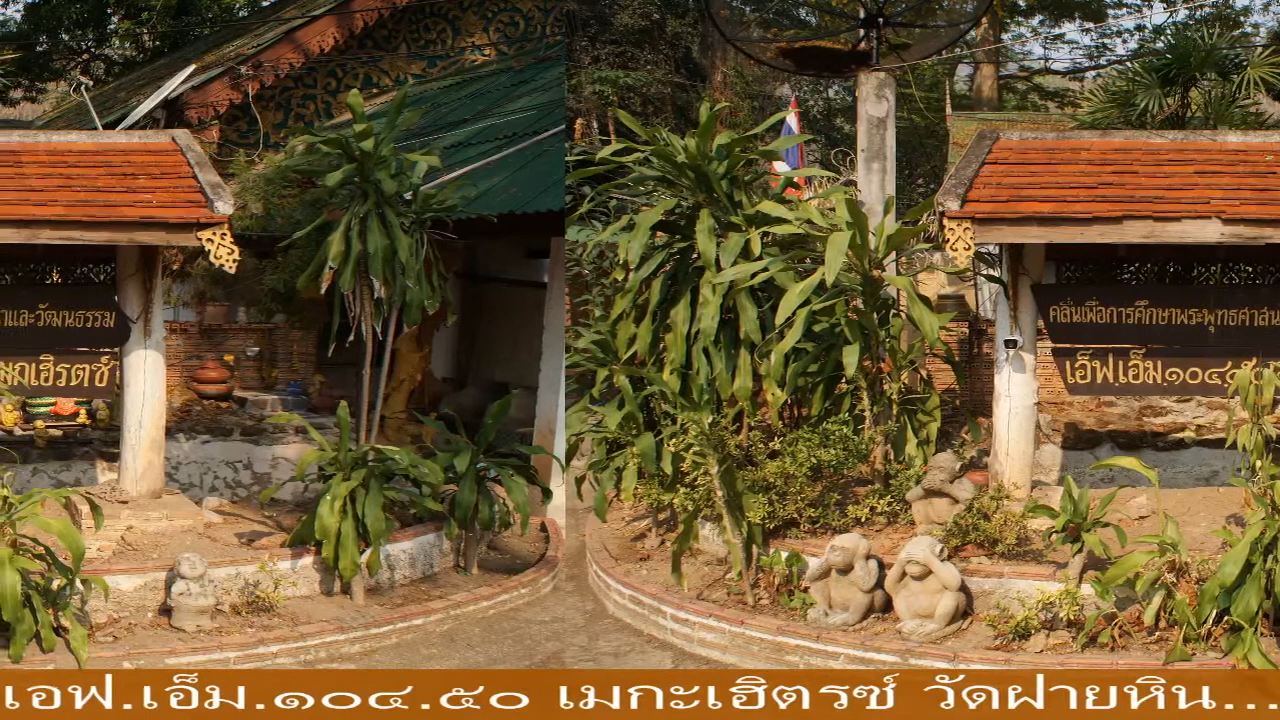 าและวัฒนธรรม
มกเฮิรตซ์
คลื่นเพื่อการศึกษาพระพุทธศาสน
เอ็ฟ.เอ็ม.๑๐๔.๕
เอฟ.เอ็ม.๑๐๔.๕๐ เมกะเฮิตรซ์ วัดฝายหิน...